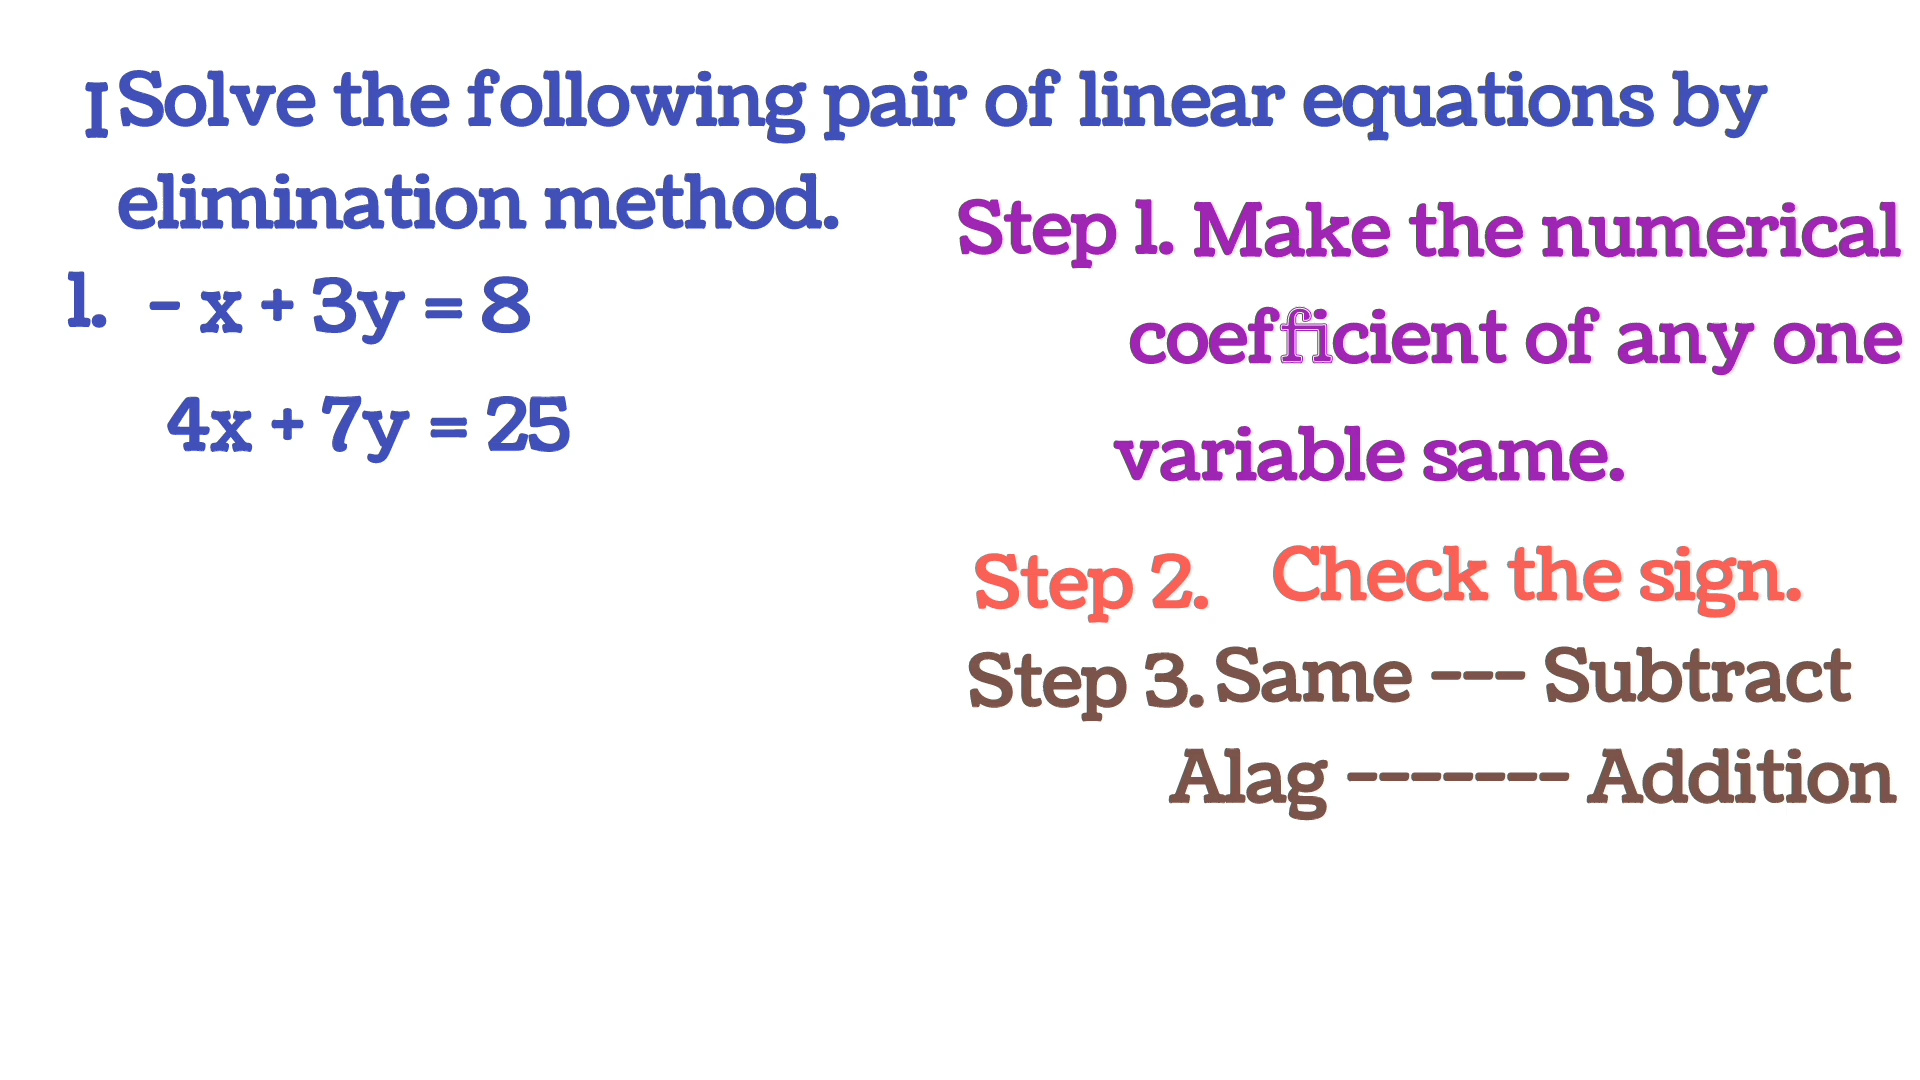 I Solve the following pair of linear equations by
elimination method.
1. - x + 3y = 8
4x + 7y = 25
Step 1. Make the numerical
coefficient of any one
variable same.
Step 2. Check the sign.
Step 3. Same --- Subtract
Alag ------- Addition